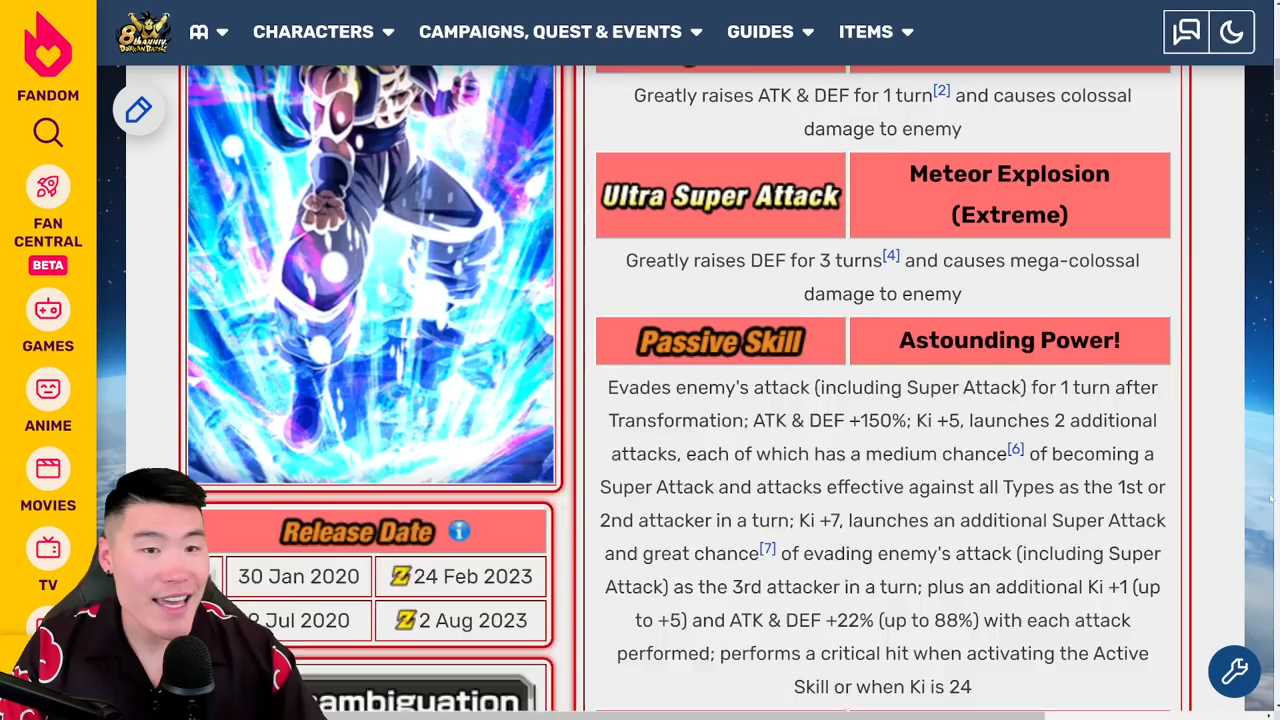 FANDOM
FAN
CENTRAL
BETA
GAMES
ANIME
MOVIES
TV
8th ANNIV.
DOKKAN BATTLE
CHARACTERS
CAMPAIGNS, QUEST & EVENTS
GUIDES
ITEMS
Greatly raises ATK & DEF for 1 turn[2] and causes colossal
damage to enemy
Ultra Super Attack
Meteor Explosion
(Extreme)
Greatly raises DEF for 3 turns[4] and causes mega-colossal
damage to enemy
Passive Skill
Astounding Power!
Evades enemy's attack (including Super Attack) for 1 turn after
Transformation; ATK & DEF +150%; Ki +5, launches 2 additional
attacks, each of which has a medium chance[6] of becoming a
Super Attack and attacks effective against all Types as the 1st or
2nd attacker in a turn; Ki +7, launches an additional Super Attack
and great chance[7] of evading enemy's attack (including Super
Attack) as the 3rd attacker in a turn; plus an additional Ki +1 (up
to +5) and ATK & DEF +22% (up to 88%) with each attack
performed; performs a critical hit when activating the Active
Skill or when Ki is 24
Release Date
30 Jan 2020
Z 24 Feb 2023
Jul 2020
Z 2 Aug 2023
ambiguation